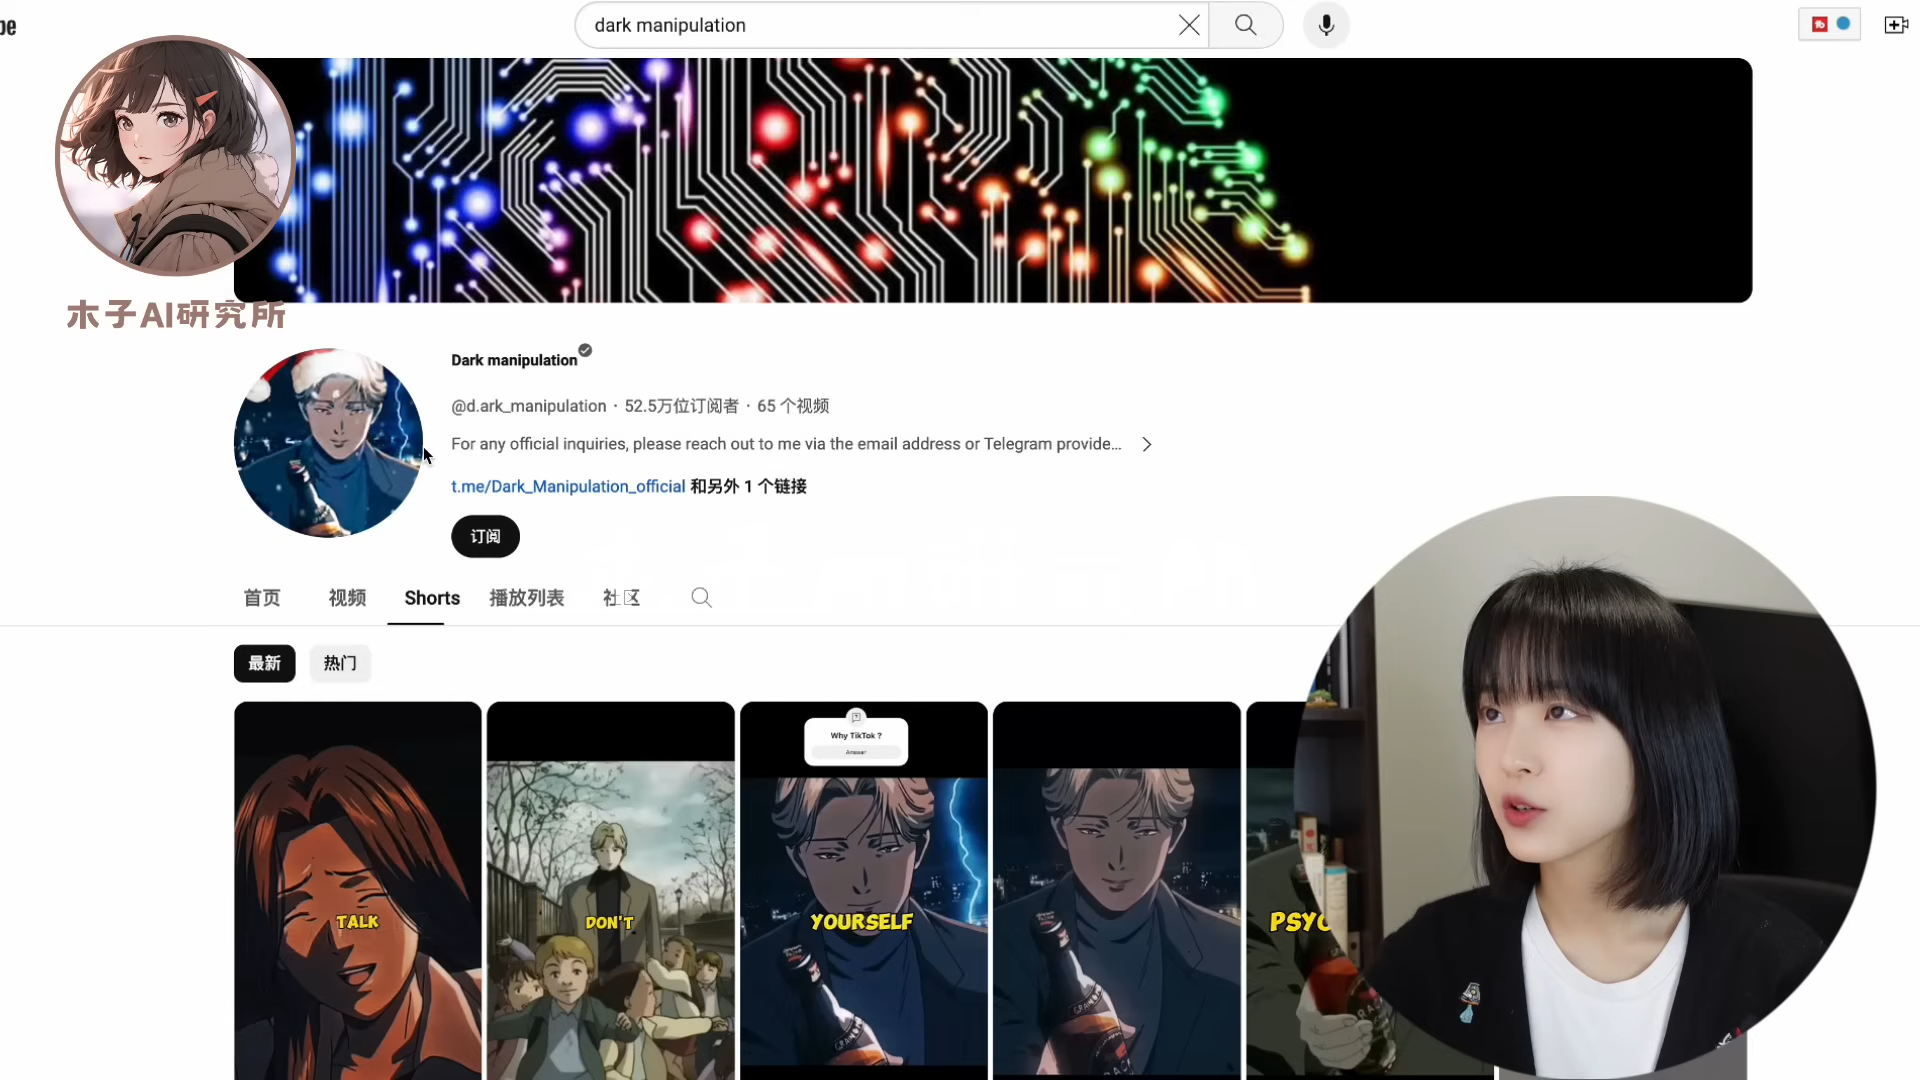 be
dark manipulation
木子AI研究所
Dark manipulation
@d.ark_manipulation · 52.5万位订阅者 · 65 个视频
For any official inquiries, please reach out to me via the email address or Telegram provide...
t.me/Dark_Manipulation_official 和另外 1 个链接
订阅
首页 视频 Shorts 播放列表 社区
最新 热门
Why TikTok ?
Answer
TALK
DON'T
YOURSELF
PSYC